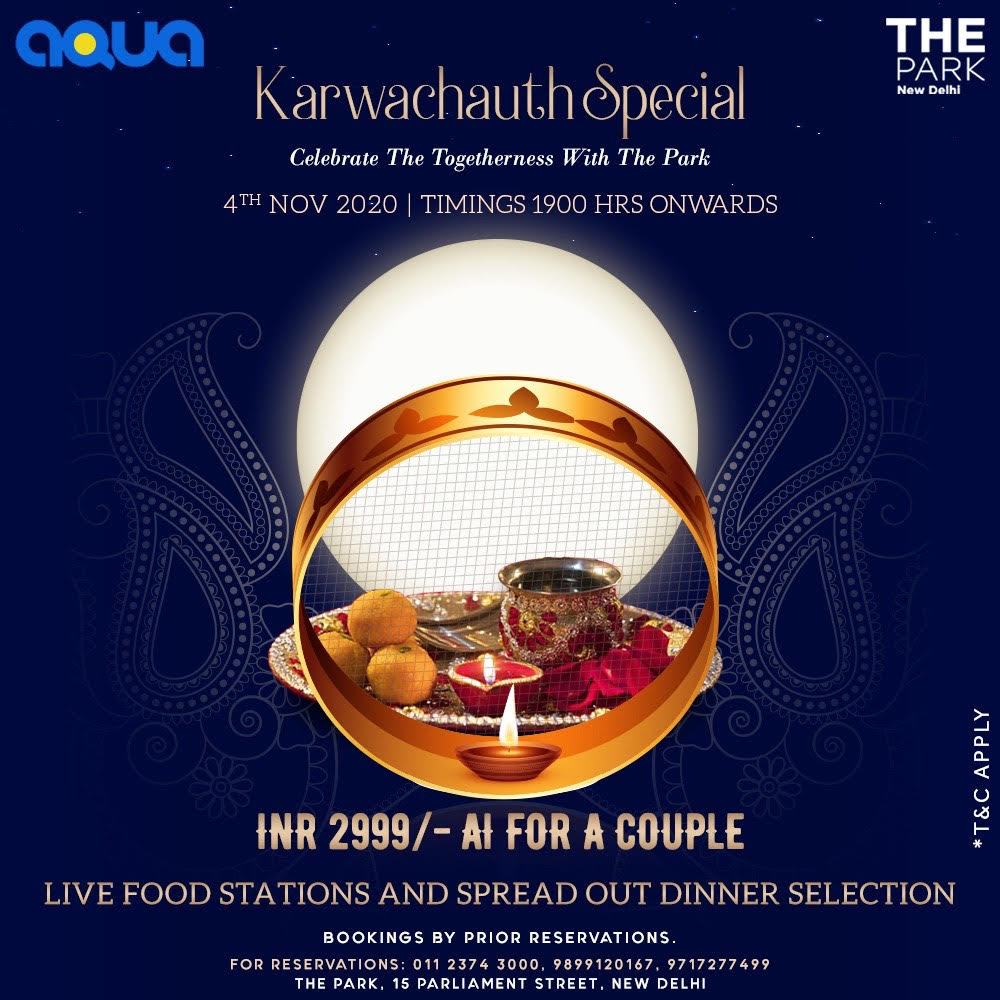 aqua
THE
PARK
New Delhi
Karwachauth Special
Celebrate The Togetherness With The Park
4TH NOV 2020 | TIMINGS 1900 HRS ONWARDS
*T&C APPLY
INR 2999/- AI FOR A COUPLE
LIVE FOOD STATIONS AND SPREAD OUT DINNER SELECTION
BOOKINGS BY PRIOR RESERVATIONS.
FOR RESERVATIONS: 011 2374 3000, 9899120167, 9717277499
THE PARK, 15 PARLIAMENT STREET, NEW DELHI